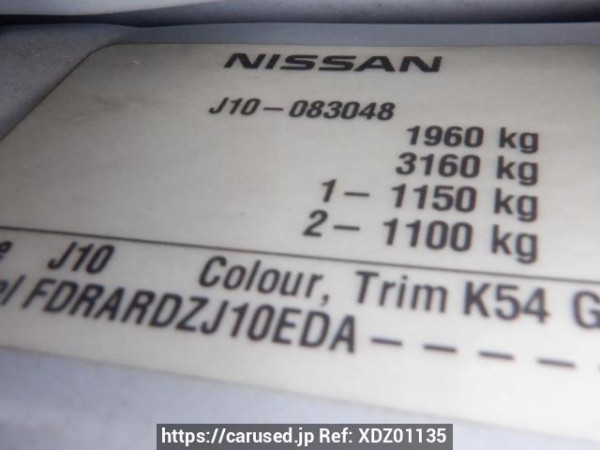 NISSAN
J10-083048
1960 kg
3160 kg
1- 1150 kg
2- 1100 kg
J10 Colour, Trim K54 G
FDRARDZJ10EDA-----
https://carused.jp Ref: XDZ01135